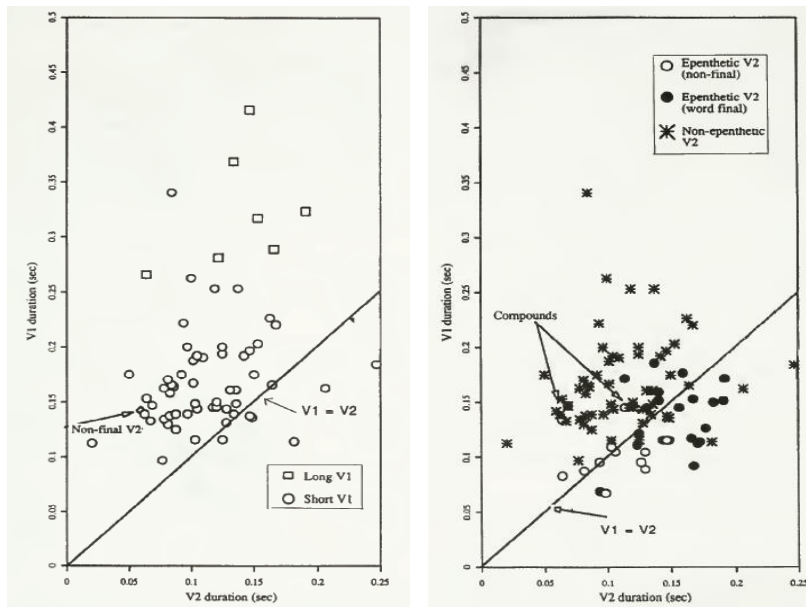 0.5
0.45
0.4
0.35
0.3
0.25
0.2
0.15
0.1
0.05
0
V1 duration (sec)
Non-final V2
V1 = V2
Long V1
Short V1
0
0.05
0.1
0.15
0.2
0.25
V2 duration (sec)
0.5
0.45
0.4
0.35
0.3
0.25
0.2
0.15
0.1
0.05
0
V1 duration (sec)
Epenthetic V2
(non-final)
Epenthetic V2
(word final)
Non-epenthetic
V2
Compounds
V1 = V2
0
0.05
0.1
0.15
0.2
0.25
V2 duration (sec)